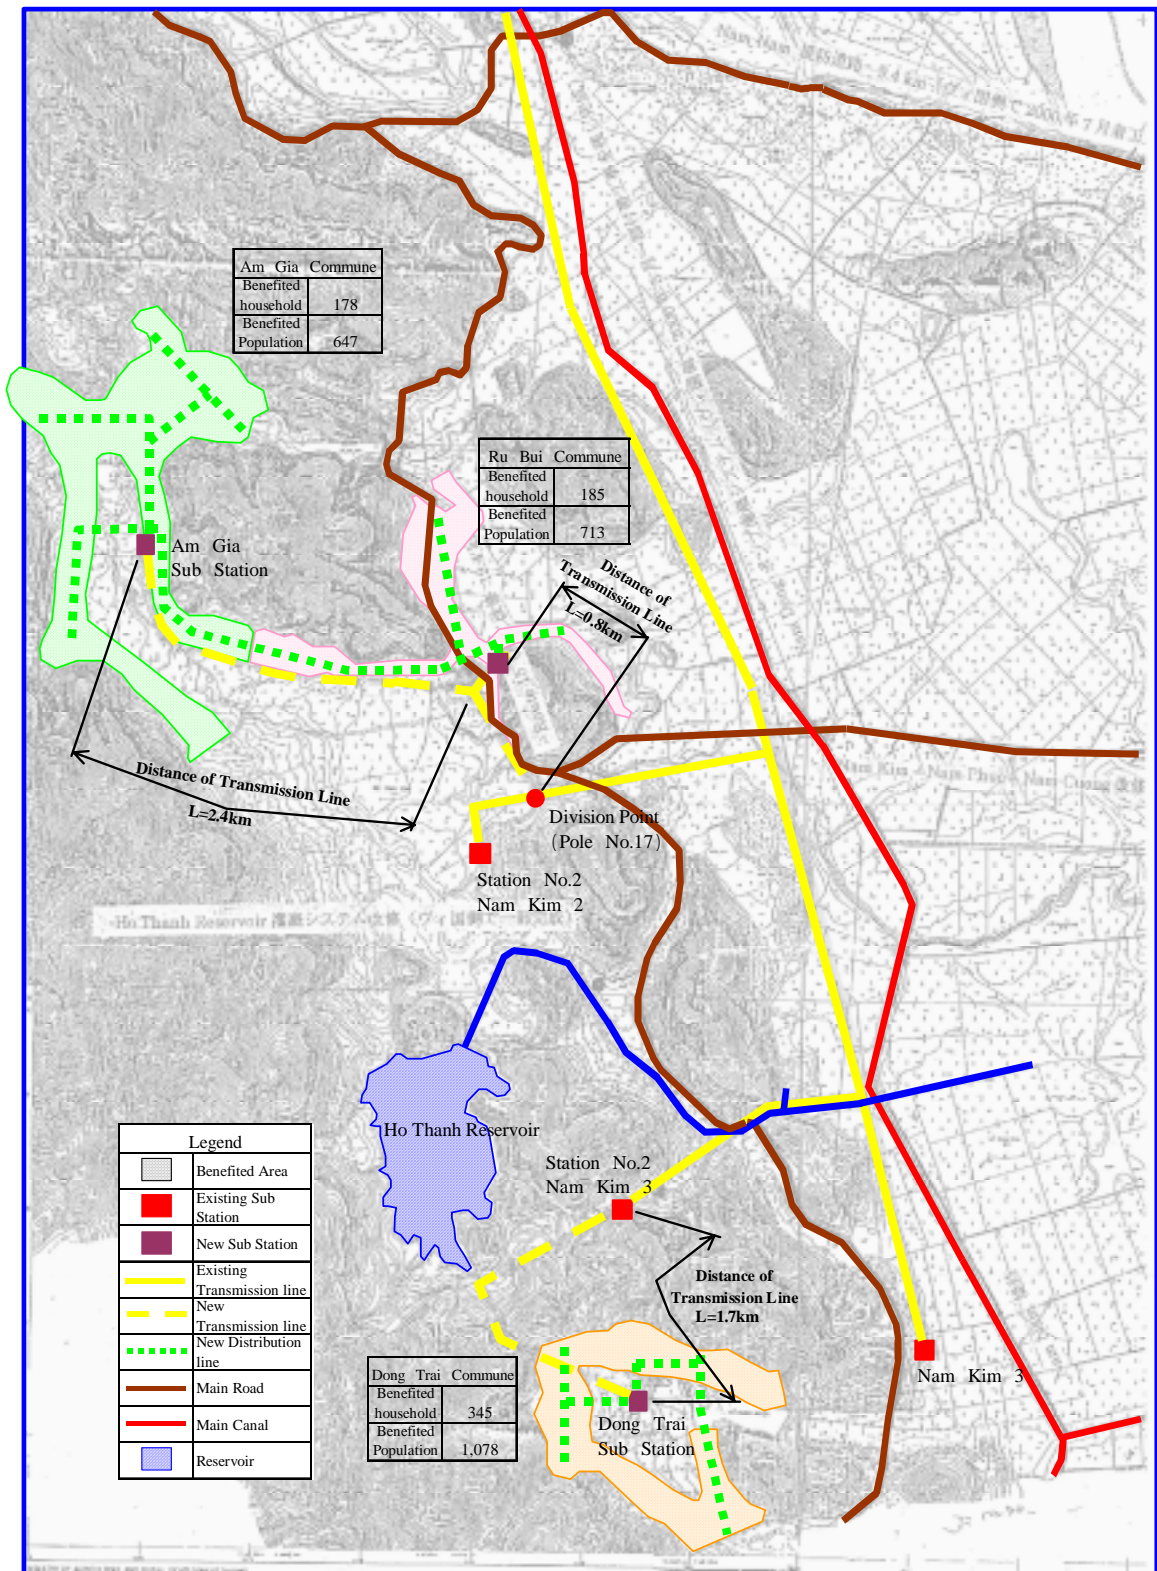 Am Gia Commune
Benefited
household 178
Benefited
Population 647
Ru Bui Commune
Benefited
household 185
Benefited
Population 713
Am Gia
Sub Station
Distance of
Transmission Line
L=0.8km
Distance of Transmission Line
L=2.4km
Division Point
(Pole No.17)
Station No.2
Nam Kim 2
Ho Thanh Reservoir
Ho Thanh Reservoir
Station No.2
Nam Kim 3
Distance of
Transmission Line
L=1.7km
Nam Kim 3
Dong Trai Commune
Benefited
household 345
Benefited
Population 1,078
Dong Trai
Sub Station
Legend
Benefited Area
Existing Sub
Station
New Sub Station
Existing
Transmission line
New
Transmission line
New Distribution
line
Main Road
Main Canal
Reservoir